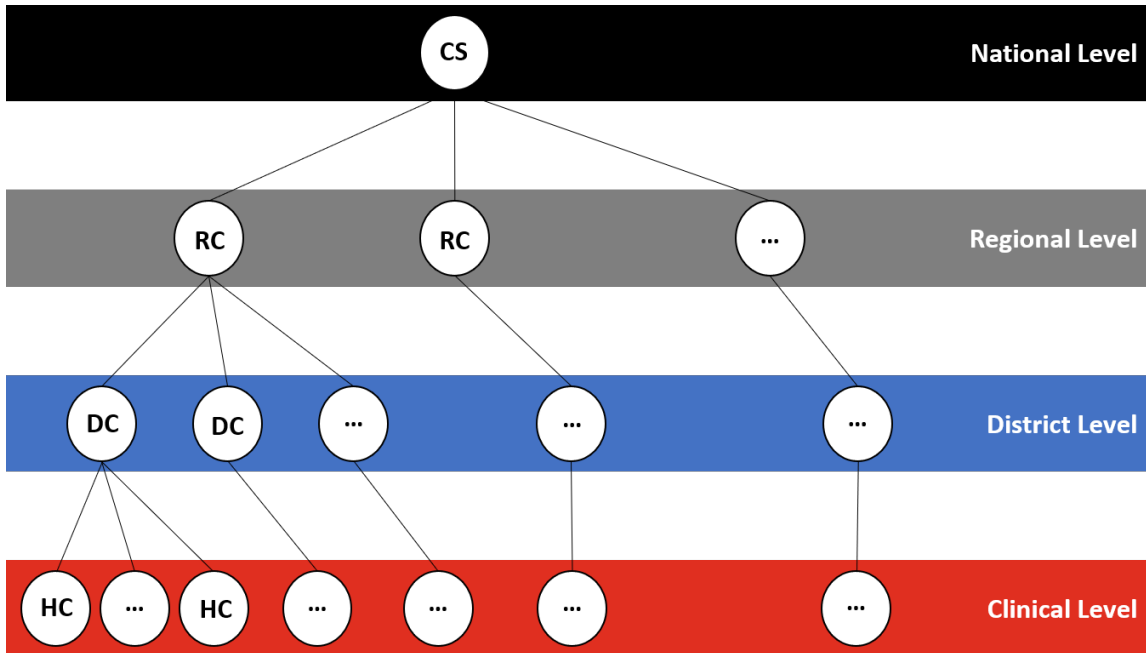 CS
National Level
RC
RC
...
Regional Level
DC
DC
...
...
...
District Level
HC
...
HC
...
...
...
...
Clinical Level